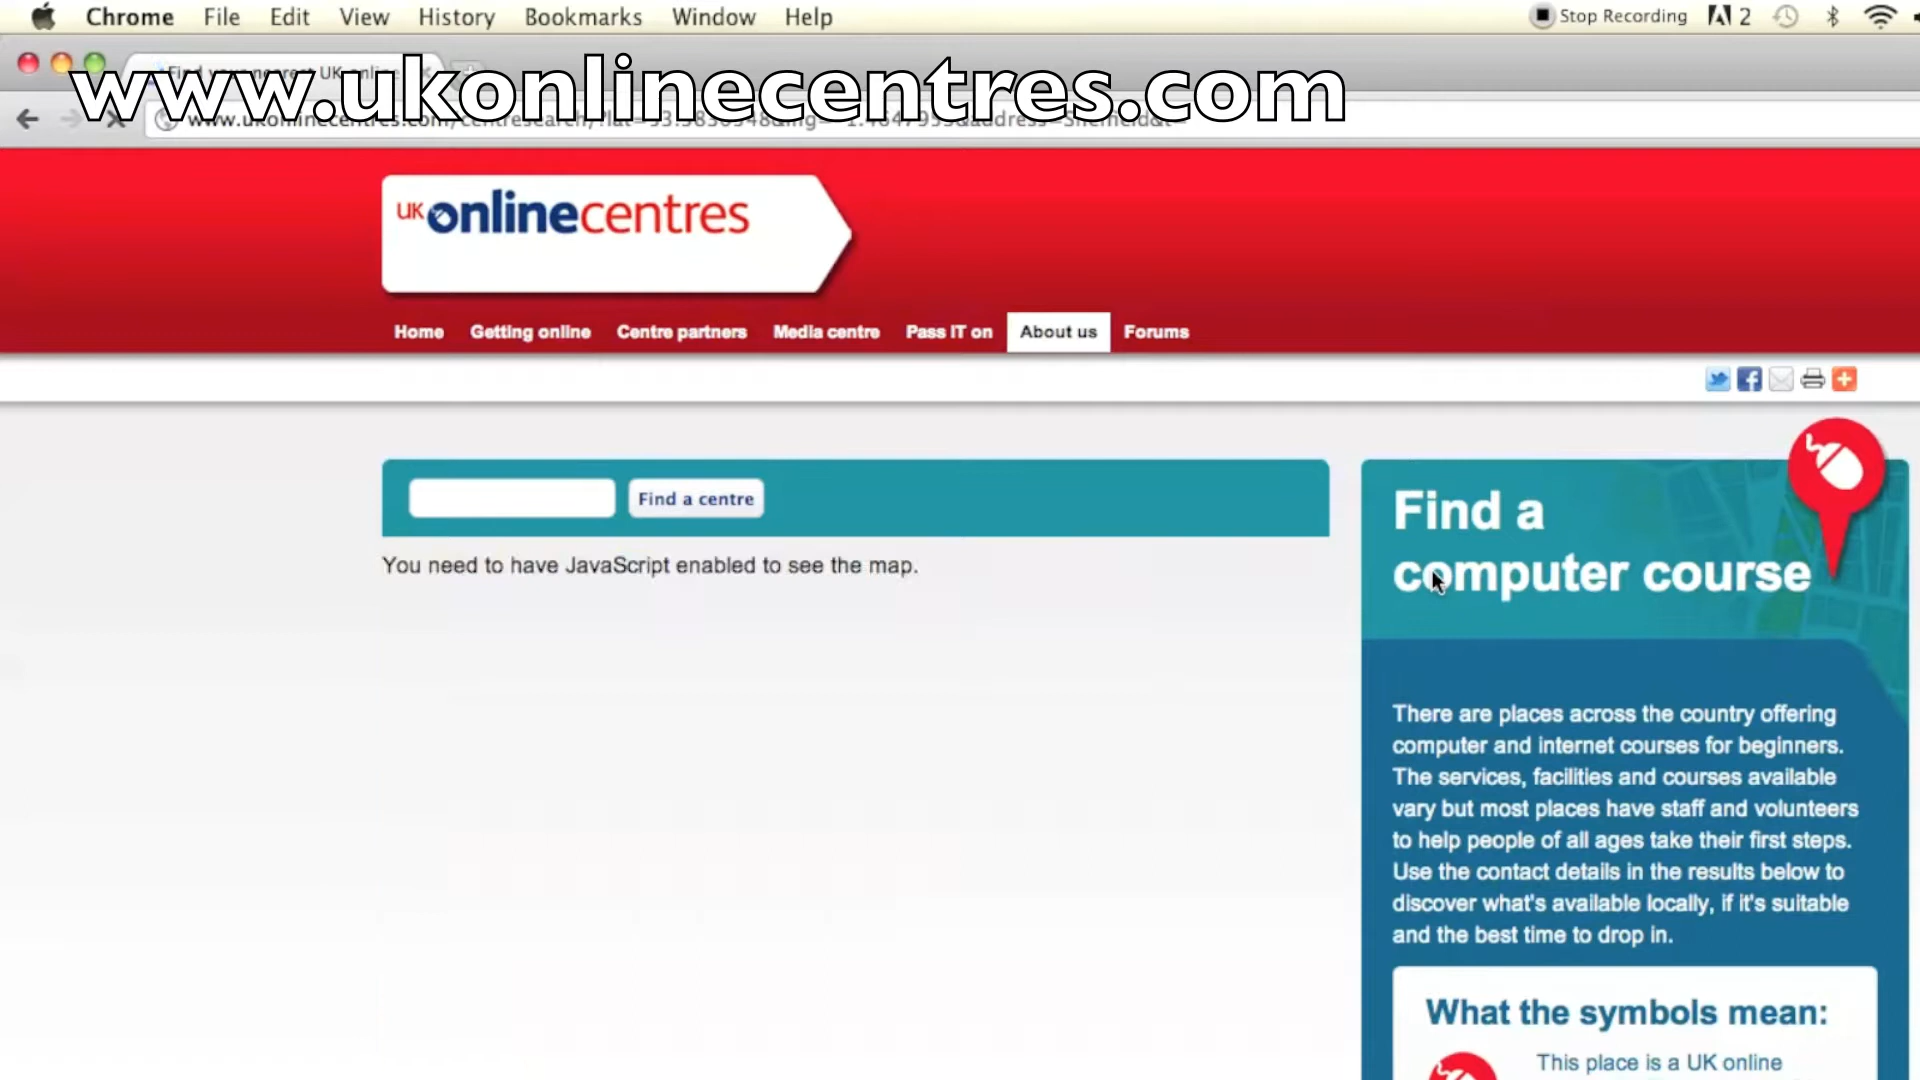 Chrome File Edit View History Bookmarks Window Help
Stop Recording 2
www.ukonlinecentres.com
UK onlinecentres
Home Getting online Centre partners Media centre Pass IT on About us Forums
Find a centre
You need to have JavaScript enabled to see the map.
Find a
computer course
There are places across the country offering
computer and internet courses for beginners.
The services, facilities and courses available
vary but most places have staff and volunteers
to help people of all ages take their first steps.
Use the contact details in the results below to
discover what's available locally, if it's suitable
and the best time to drop in.
What the symbols mean:
This place is a UK online